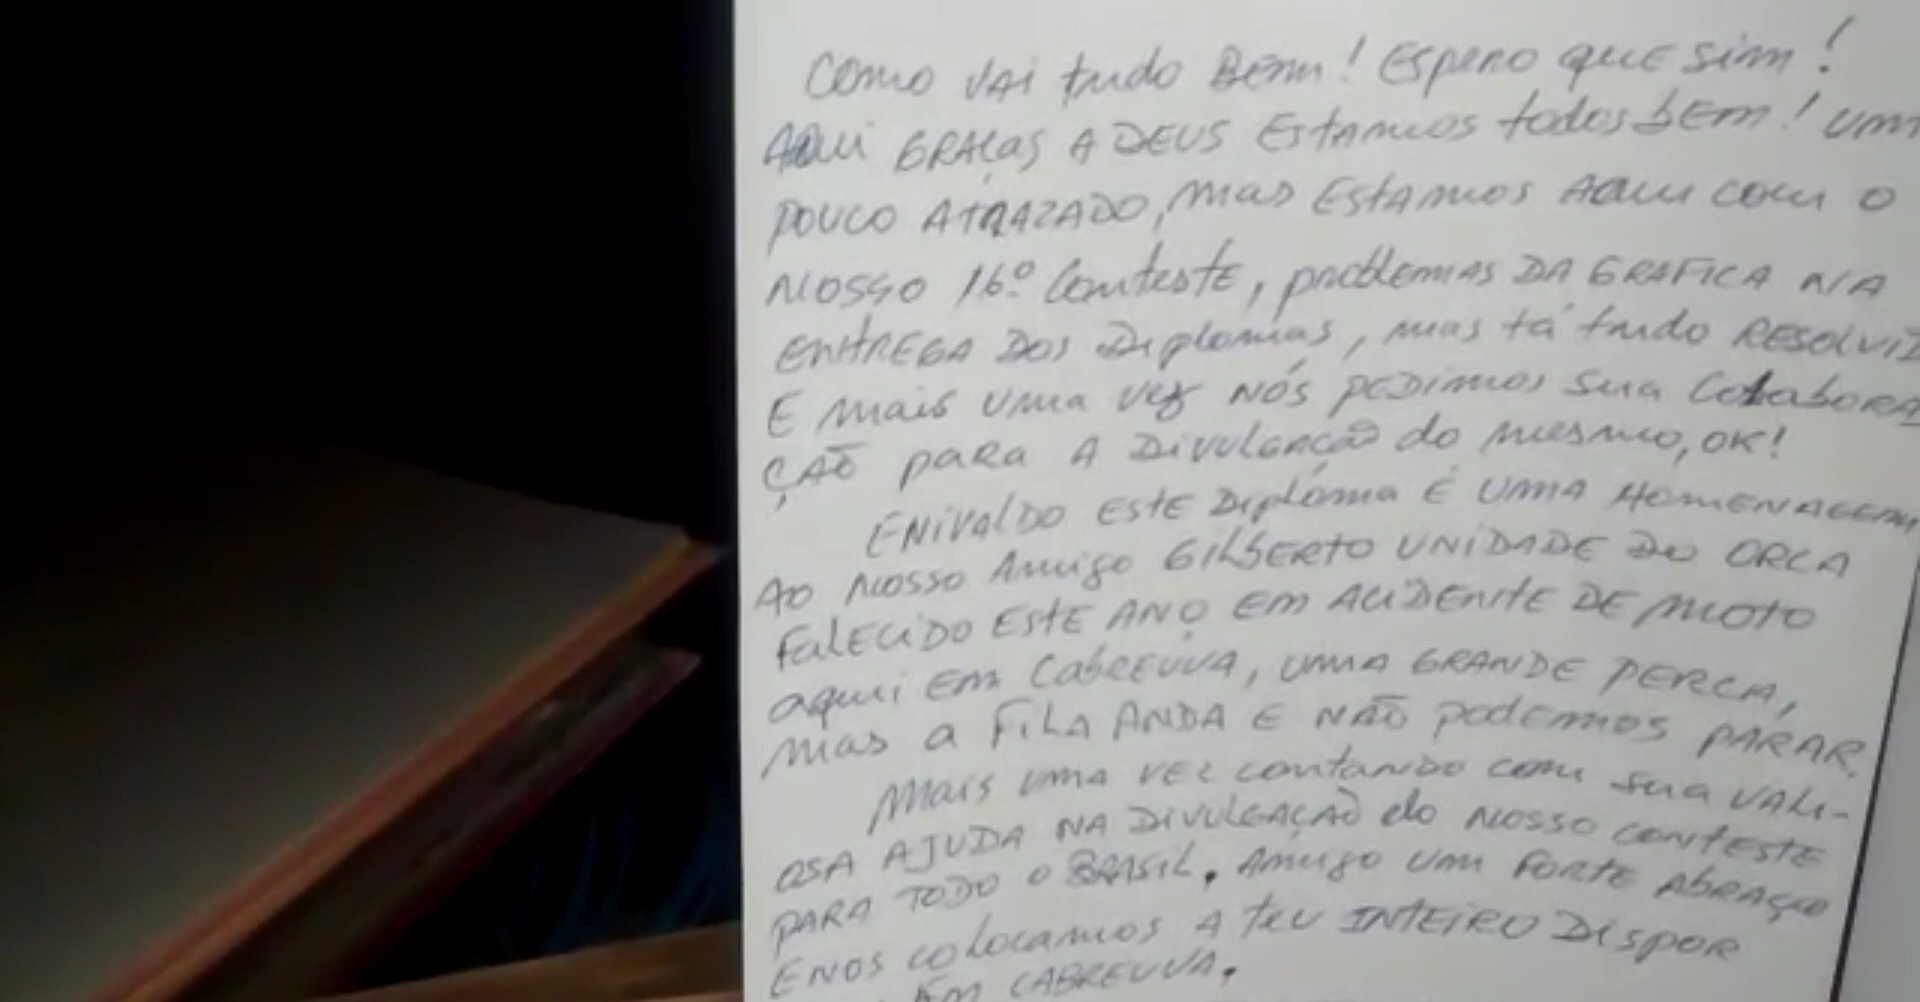 Como vai tudo Bem! Espero que sim!
Aqui GRAÇAS A DEUS Estamos todos bem! um
pouco ATRAZADO, mas Estamos Aqui com o
NOSSO 16º Conteste, problemas DA GRAFICA NA
ENTREGA DOS Diplomas, mas tá tudo RESOLVID
E mais uma vez NÓS PEDIMOS sua Colabora
ÇÃO para A Divulgação do mesmo, OK!
ENIVALDO ESTE Diplôma É UMA HOMENAGEM
AO NOSSO Amigo GILBERTO UNIDADE DO ORCA
FALECIDO ESTE ANO EM ACIDENTE DE MOTO
aqui EM CABREUVA, UMA GRANDE PERCA,
mas a FILA ANDA E NÃO podemos PARAR.
Mais uma VEZ contando com sua VALI-
OSA AJUDA NA DIVULGAÇÃO do NOSSO CONTESTE
PARA TODO O BRASIL. Amigo um FORTE Abraço
E NOS colocamos A teu INTEIRO DISPOR
EM CABREUVA.